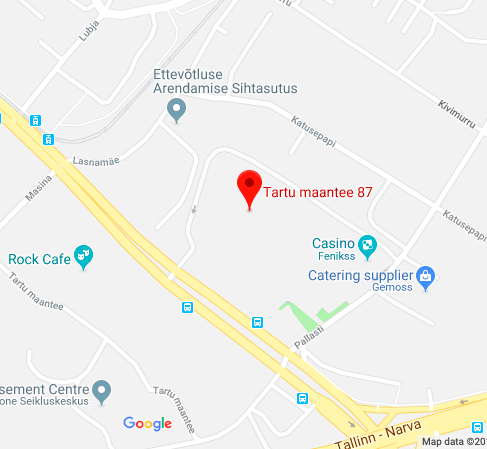 Lubja
Ettevõtluse
Arendamise Sihtasutus
Kivimurru
Katusepapi
Lasnamäe
Masina
Tartu maantee 87
Katusepapi
Casino
Fenikss
Rock Cafe
Catering supplier
Gemoss
Tartu maantee
Pallasti
sement Centre
one Seikluskeskus
Tartu maantee
Google
Tallinn - Narva
Map data ©20